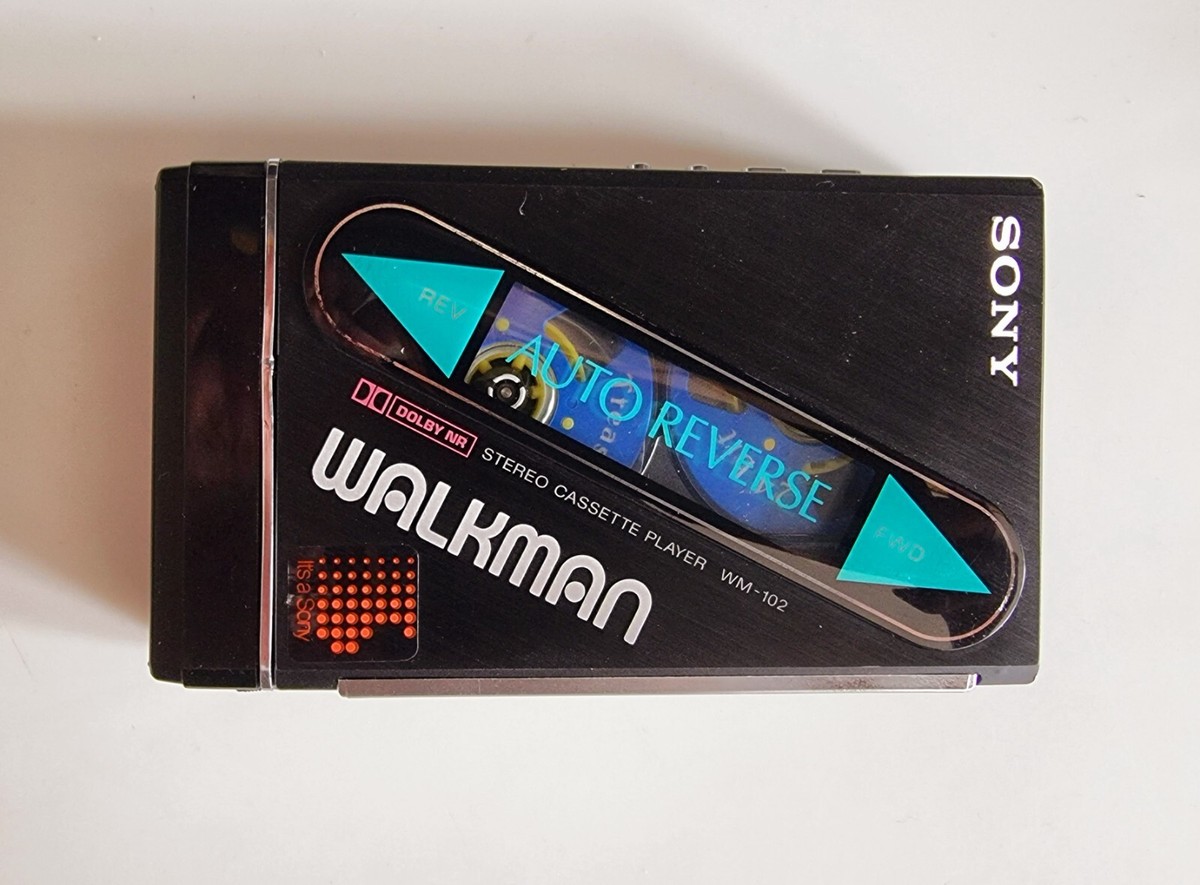 SONY
REV
AUTO REVERSE
FWD
DOLBY NR
STEREO CASSETTE PLAYER WM-102
WALKMAN
It's a Sony